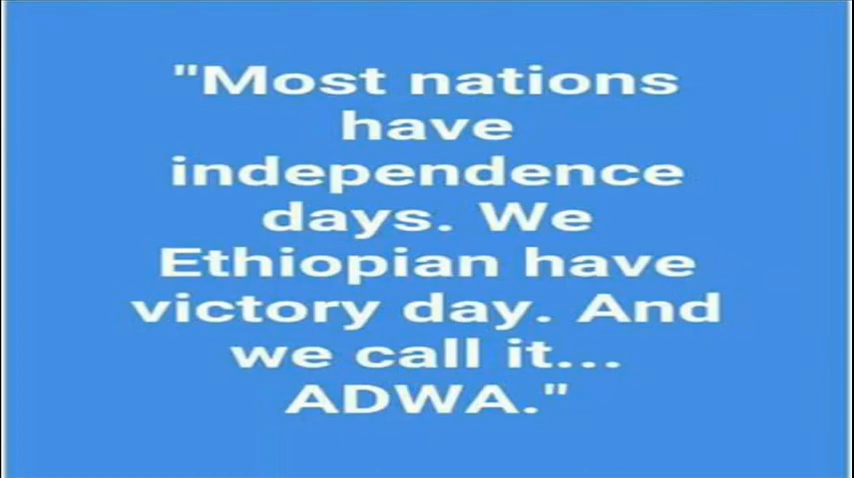 "Most nations
have
independence
days. We
Ethiopian have
victory day. And
we call it...
ADWA."